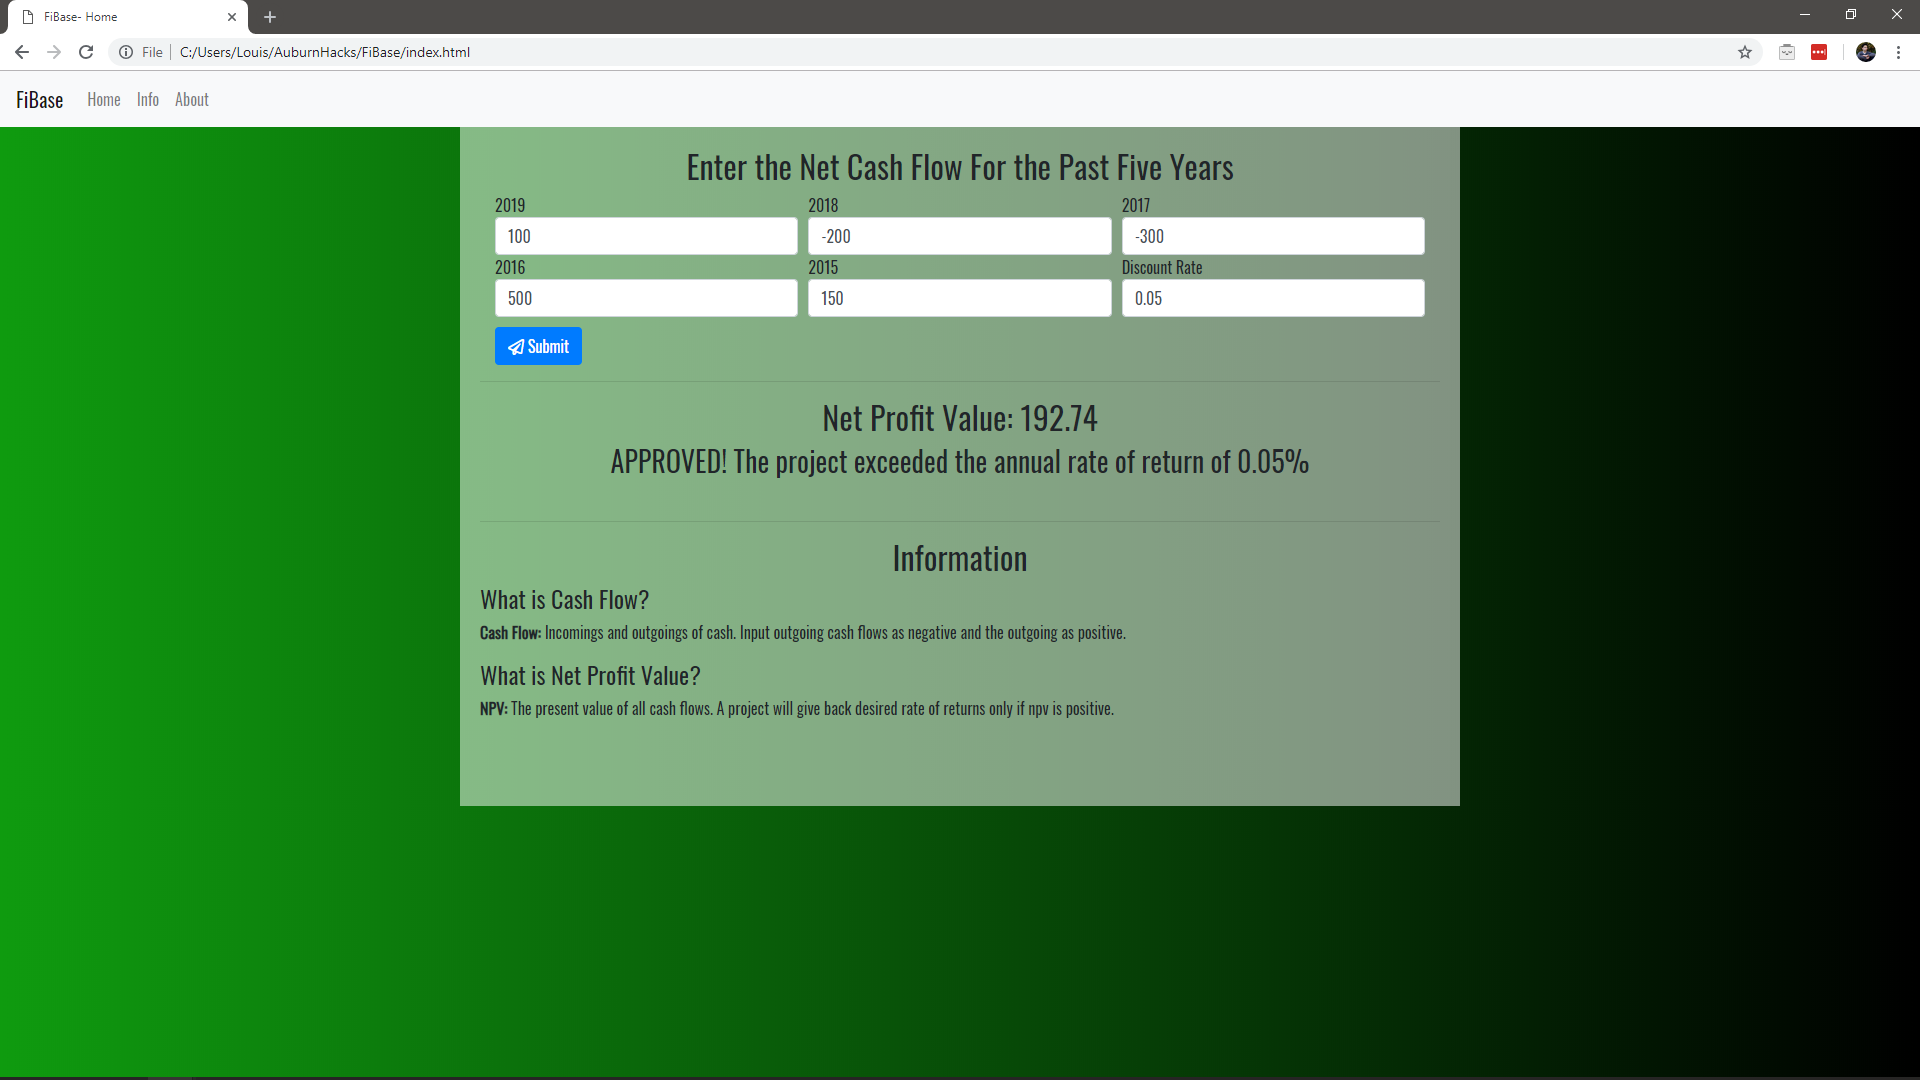 FiBase- Home
File C:/Users/Louis/AuburnHacks/FiBase/index.html
FiBase Home Info About
Enter the Net Cash Flow For the Past Five Years
2019 2018 2017
100 -200 -300
2016 2015 Discount Rate
500 150 0.05
Submit
Net Profit Value: 192.74
APPROVED! The project exceeded the annual rate of return of 0.05%
Information
What is Cash Flow?
Cash Flow: Incomings and outgoings of cash. Input outgoing cash flows as negative and the outgoing as positive.
What is Net Profit Value?
NPV: The present value of all cash flows. A project will give back desired rate of returns only if npv is positive.